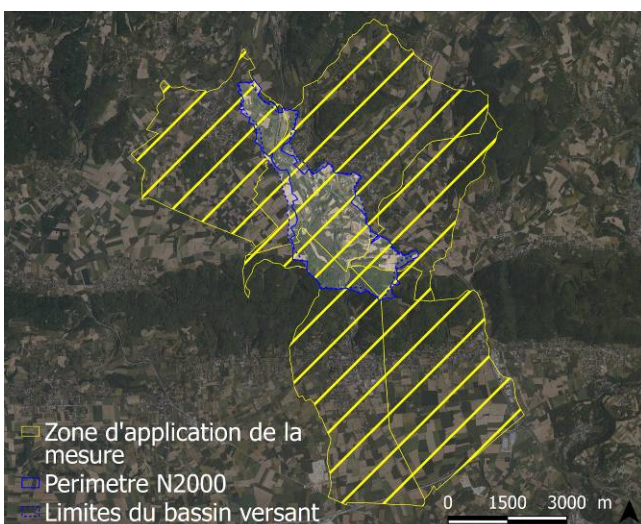 Zone d'application de la
mesure
Perimetre N2000
Limites du bassin versant
0 1500 3000 m